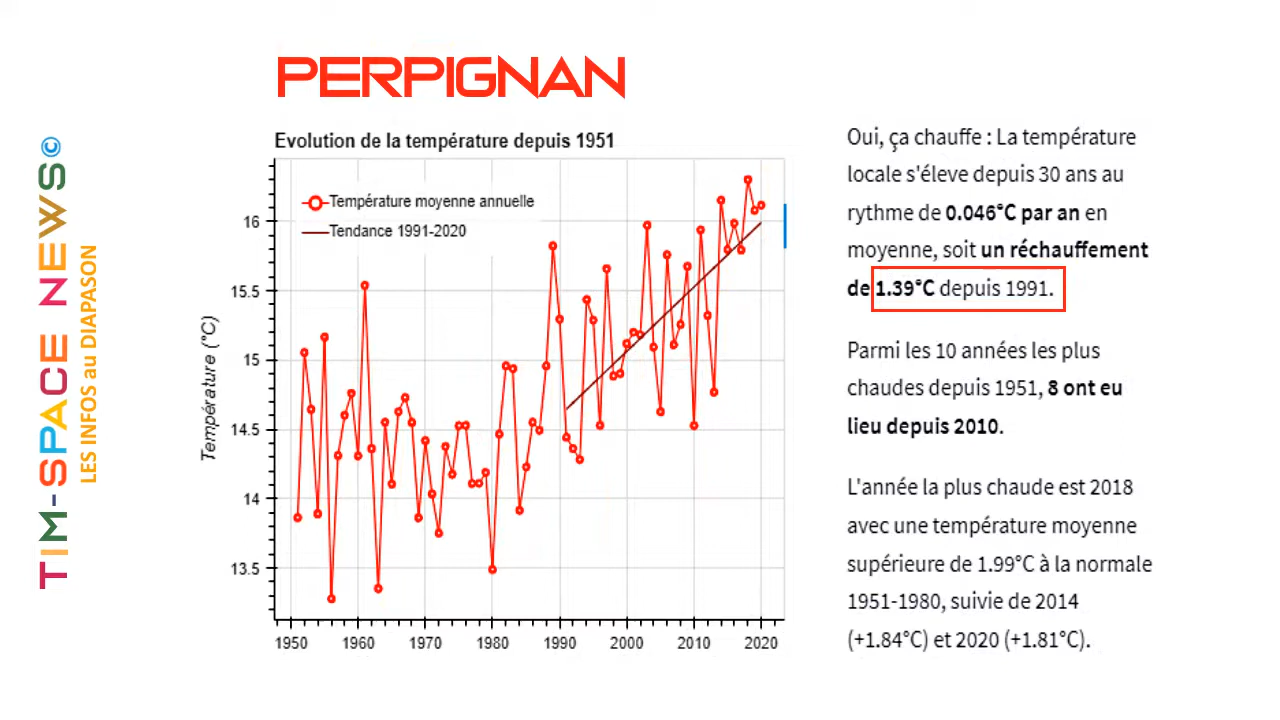 PERPIGNAN
TIM-SPACE NEWS©
LES INFOS au DIAPASON
Evolution de la température depuis 1951
Température moyenne annuelle
Tendance 1991-2020
Température (°C)
16
15.5
15
14.5
14
13.5
1950 1960 1970 1980 1990 2000 2010 2020
Oui, ça chauffe : La température
locale s'éleve depuis 30 ans au
rythme de 0.046°C par an en
moyenne, soit un réchauffement
de 1.39°C depuis 1991.
Parmi les 10 années les plus
chaudes depuis 1951, 8 ont eu
lieu depuis 2010.
L'année la plus chaude est 2018
avec une température moyenne
supérieure de 1.99°C à la normale
1951-1980, suivie de 2014
(+1.84°C) et 2020 (+1.81°C).